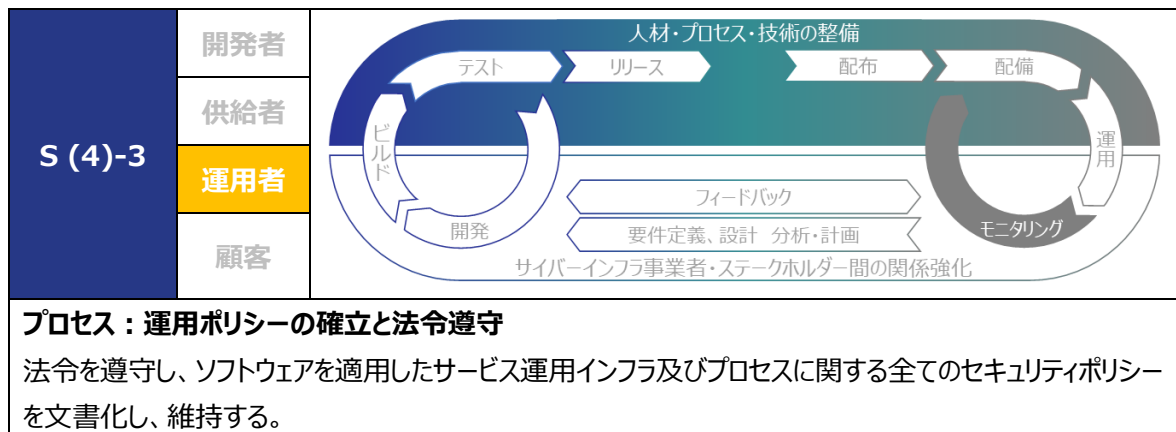 S (4)-3
開発者
供給者
運用者
顧客
人材・プロセス・技術の整備
テスト
リリース
配布
配備
ビルド
運用
フィードバック
開発
要件定義、設計 分析・計画
モニタリング
サイバーインフラ事業者・ステークホルダー間の関係強化
プロセス：運用ポリシーの確立と法令遵守
法令を遵守し、ソフトウェアを適用したサービス運用インフラ及びプロセスに関する全てのセキュリティポリシー
を文書化し、維持する。